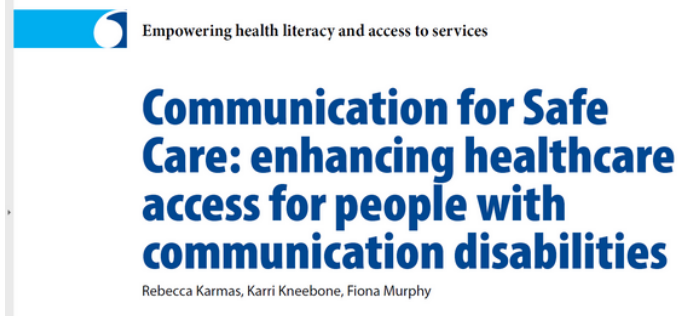 Empowering health literacy and access to services
Communication for Safe
Care: enhancing healthcare
access for people with
communication disabilities
Rebecca Karmas, Karri Kneebone, Fiona Murphy